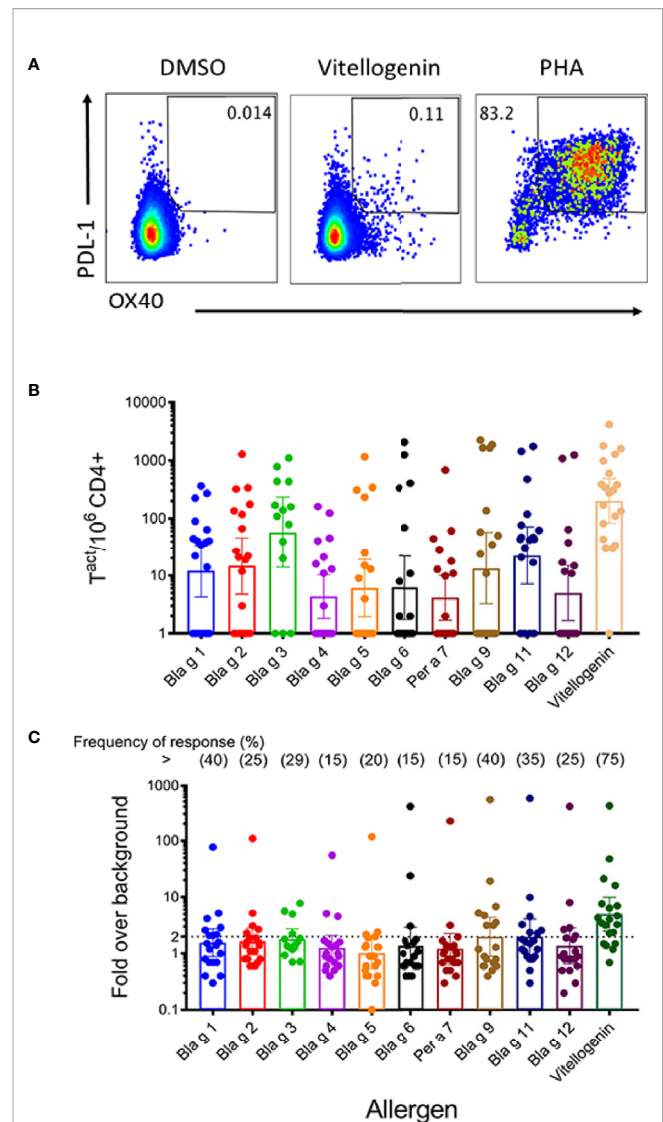 A
DMSO Vitellogenin PHA
0.014 0.11 83.2
PDL-1
OX40
B
T^act/10^6 CD4+
10000
1000
100
10
1
Bla g 1 Bla g 2 Bla g 3 Bla g 4 Bla g 5 Bla g 6 Per a 7 Bla g 9 Bla g 11 Bla g 12 Vitellogenin
C
Frequency of response (%)
> (40) (25) (29) (15) (20) (15) (15) (40) (35) (25) (75)
Fold over background
1000
100
10
2
1
0.1
Bla g 1 Bla g 2 Bla g 3 Bla g 4 Bla g 5 Bla g 6 Per a 7 Bla g 9 Bla g 11 Bla g 12 Vitellogenin
Allergen